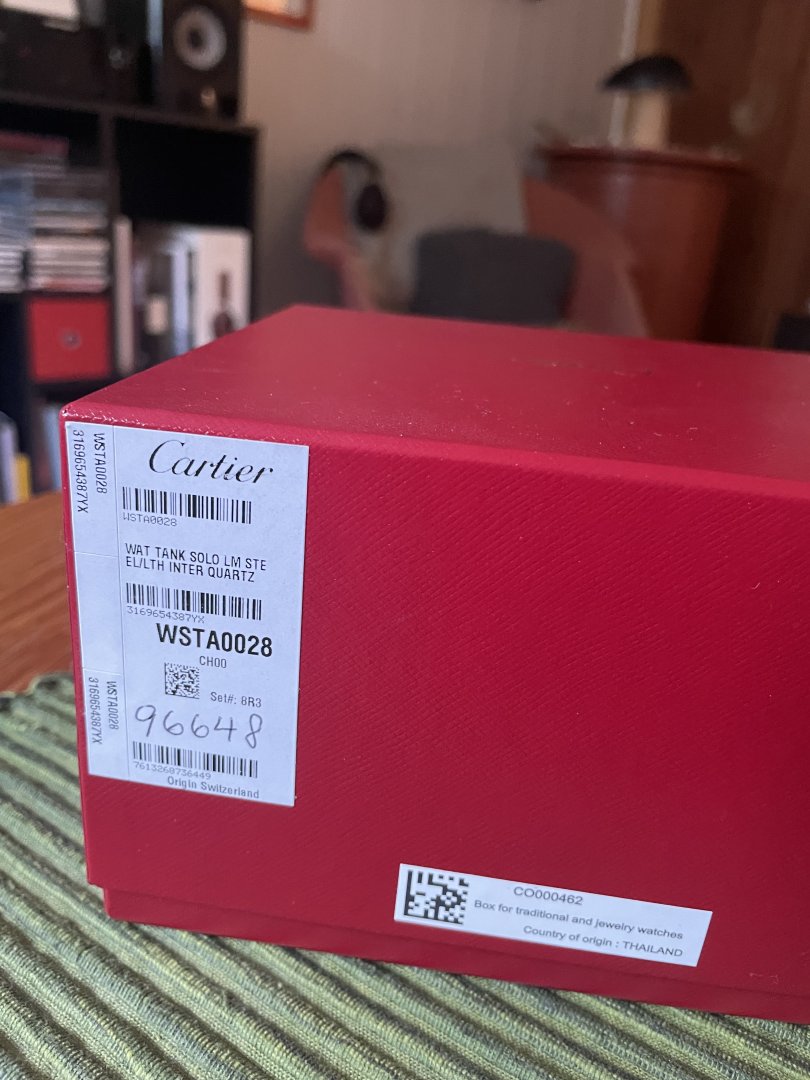 Cartier
WSTA0028
3169654387YX
WSTA0028
WAT TANK SOLO LM STE
EL/LTH INTER QUARTZ
3169654387YX
WSTA0028
CH00
Set#: 8R3
96648
WSTA0028
3169654387YX
7613268736449
Origin Switzerland
CO000462
Box for traditional and jewelry watches
Country of origin : THAILAND